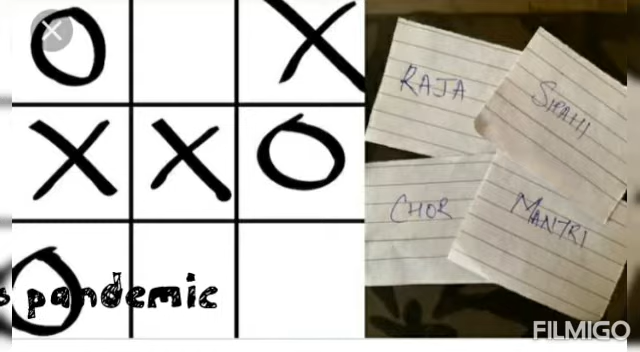 O X
X X O
O
RAJA
SIPAHI
CHOR
MANTRI
pandemic
FILMIGO